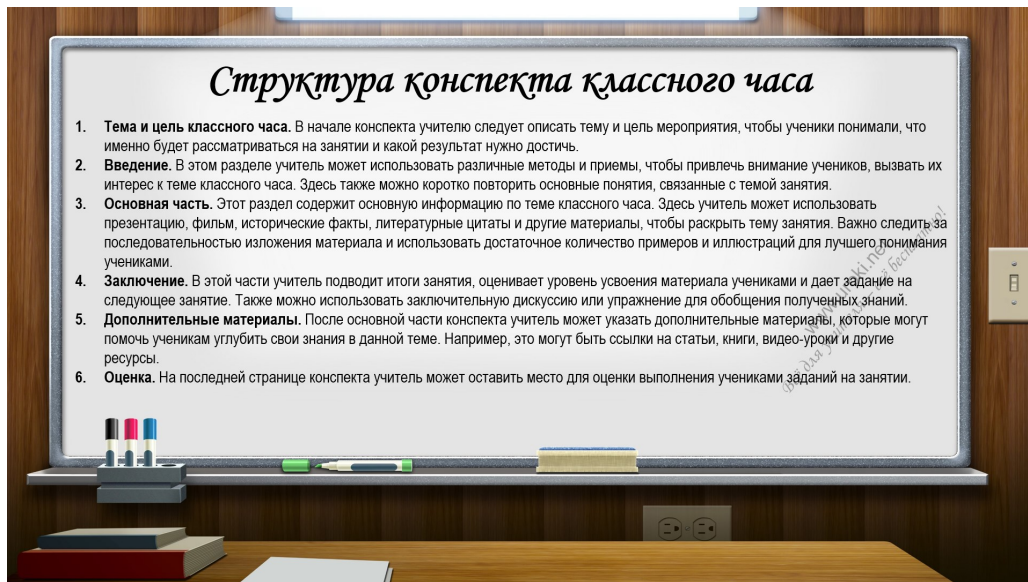 Структура конспекта классного часа
1. Тема и цель классного часа. В начале конспекта учителю следует описать тему и цель мероприятия, чтобы ученики понимали, что
именно будет рассматриваться на занятии и какой результат нужно достичь.
2. Введение. В этом разделе учитель может использовать различные методы и приемы, чтобы привлечь внимание учеников, вызвать их
интерес к теме классного часа. Здесь также можно коротко повторить основные понятия, связанные с темой занятия.
3. Основная часть. Этот раздел содержит основную информацию по теме классного часа. Здесь учитель может использовать
презентацию, фильм, исторические факты, литературные цитаты и другие материалы, чтобы раскрыть тему занятия. Важно следить за
последовательностью изложения материала и использовать достаточное количество примеров и иллюстраций для лучшего понимания
учениками.
4. Заключение. В этой части учитель подводит итоги занятия, оценивает уровень усвоения материала учениками и дает задание на
следующее занятие. Также можно использовать заключительную дискуссию или упражнение для обобщения полученных знаний.
5. Дополнительные материалы. После основной части конспекта учитель может указать дополнительные материалы, которые могут
помочь ученикам углубить свои знания в данной теме. Например, это могут быть ссылки на статьи, книги, видео-уроки и другие
ресурсы.
6. Оценка. На последней странице конспекта учитель может оставить место для оценки выполнения учениками заданий на занятии.